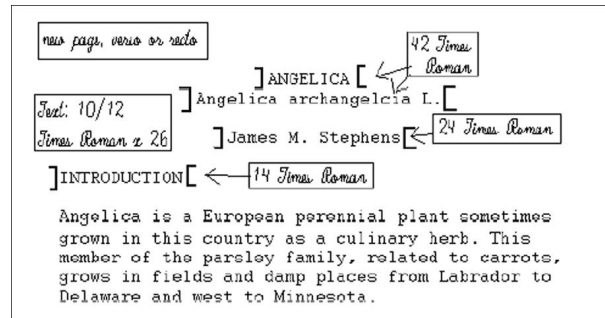 new page, verso or recto
42 Times
Roman
]ANGELICA[
]Angelica archangelcia L.[
Text: 10/12
Times Roman x 26
]James M. Stephens[
24 Times Roman
]INTRODUCTION[
14 Times Roman
Angelica is a European perennial plant sometimes
grown in this country as a culinary herb. This
member of the parsley family, related to carrots,
grows in fields and damp places from Labrador to
Delaware and west to Minnesota.